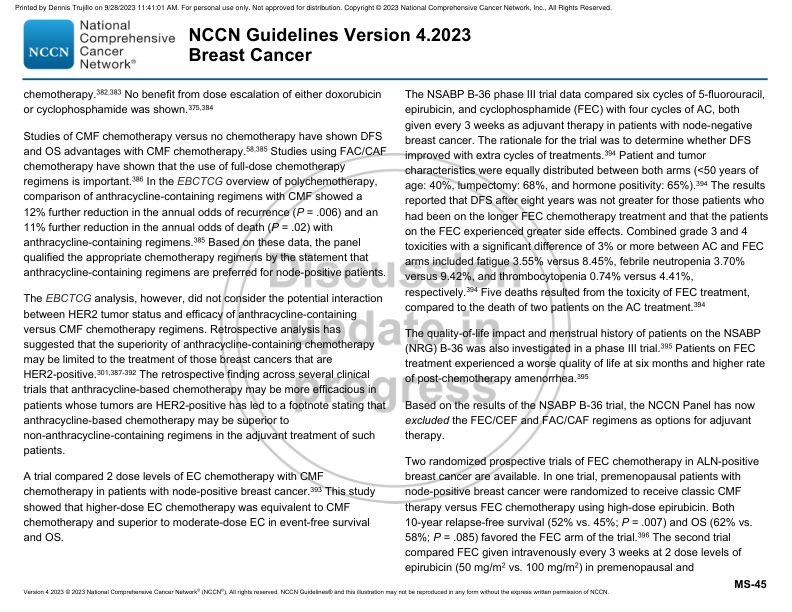 Printed by Dennis Trujillo on 9/28/2023 11:41:01 AM. For personal use only. Not approved for distribution. Copyright © 2023 National Comprehensive Cancer Network, Inc., All Rights Reserved.
NCCN
National
Comprehensive
Cancer
Network®
NCCN Guidelines Version 4.2023
Breast Cancer
chemotherapy.382,383 No benefit from dose escalation of either doxorubicin
or cyclophosphamide was shown.375,384
Studies of CMF chemotherapy versus no chemotherapy have shown DFS
and OS advantages with CMF chemotherapy.58,385 Studies using FAC/CAF
chemotherapy have shown that the use of full-dose chemotherapy
regimens is important.386 In the EBCTCG overview of polychemotherapy,
comparison of anthracycline-containing regimens with CMF showed a
12% further reduction in the annual odds of recurrence (P = .006) and an
11% further reduction in the annual odds of death (P = .02) with
anthracycline-containing regimens.385 Based on these data, the panel
qualified the appropriate chemotherapy regimens by the statement that
anthracycline-containing regimens are preferred for node-positive patients.
The EBCTCG analysis, however, did not consider the potential interaction
between HER2 tumor status and efficacy of anthracycline-containing
versus CMF chemotherapy regimens. Retrospective analysis has
suggested that the superiority of anthracycline-containing chemotherapy
may be limited to the treatment of those breast cancers that are
HER2-positive.301,387-392 The retrospective finding across several clinical
trials that anthracycline-based chemotherapy may be more efficacious in
patients whose tumors are HER2-positive has led to a footnote stating that
anthracycline-based chemotherapy may be superior to
non-anthracycline-containing regimens in the adjuvant treatment of such
patients.
A trial compared 2 dose levels of EC chemotherapy with CMF
chemotherapy in patients with node-positive breast cancer.393 This study
showed that higher-dose EC chemotherapy was equivalent to CMF
chemotherapy and superior to moderate-dose EC in event-free survival
and OS.
The NSABP B-36 phase III trial data compared six cycles of 5-fluorouracil,
epirubicin, and cyclophosphamide (FEC) with four cycles of AC, both
given every 3 weeks as adjuvant therapy in patients with node-negative
breast cancer. The rationale for the trial was to determine whether DFS
improved with extra cycles of treatments.394 Patient and tumor
characteristics were equally distributed between both arms (<50 years of
age: 40%, lumpectomy: 68%, and hormone positivity: 65%).394 The results
reported that DFS after eight years was not greater for those patients who
had been on the longer FEC chemotherapy treatment and that the patients
on the FEC experienced greater side effects. Combined grade 3 and 4
toxicities with a significant difference of 3% or more between AC and FEC
arms included fatigue 3.55% versus 8.45%, febrile neutropenia 3.70%
versus 9.42%, and thrombocytopenia 0.74% versus 4.41%,
respectively.394 Five deaths resulted from the toxicity of FEC treatment,
compared to the death of two patients on the AC treatment.394
The quality-of-life impact and menstrual history of patients on the NSABP
(NRG) B-36 was also investigated in a phase III trial.395 Patients on FEC
treatment experienced a worse quality of life at six months and higher rate
of post-chemotherapy amenorrhea.395
Based on the results of the NSABP B-36 trial, the NCCN Panel has now
excluded the FEC/CEF and FAC/CAF regimens as options for adjuvant
therapy.
Two randomized prospective trials of FEC chemotherapy in ALN-positive
breast cancer are available. In one trial, premenopausal patients with
node-positive breast cancer were randomized to receive classic CMF
therapy versus FEC chemotherapy using high-dose epirubicin. Both
10-year relapse-free survival (52% vs. 45%; P = .007) and OS (62% vs.
58%; P = .085) favored the FEC arm of the trial.396 The second trial
compared FEC given intravenously every 3 weeks at 2 dose levels of
epirubicin (50 mg/m2 vs. 100 mg/m2) in premenopausal and
Discussion
update in
progress
MS-45
Version 4.2023 © 2023 National Comprehensive Cancer Network® (NCCN®), All rights reserved. NCCN Guidelines® and this illustration may not be reproduced in any form without the express written permission of NCCN.